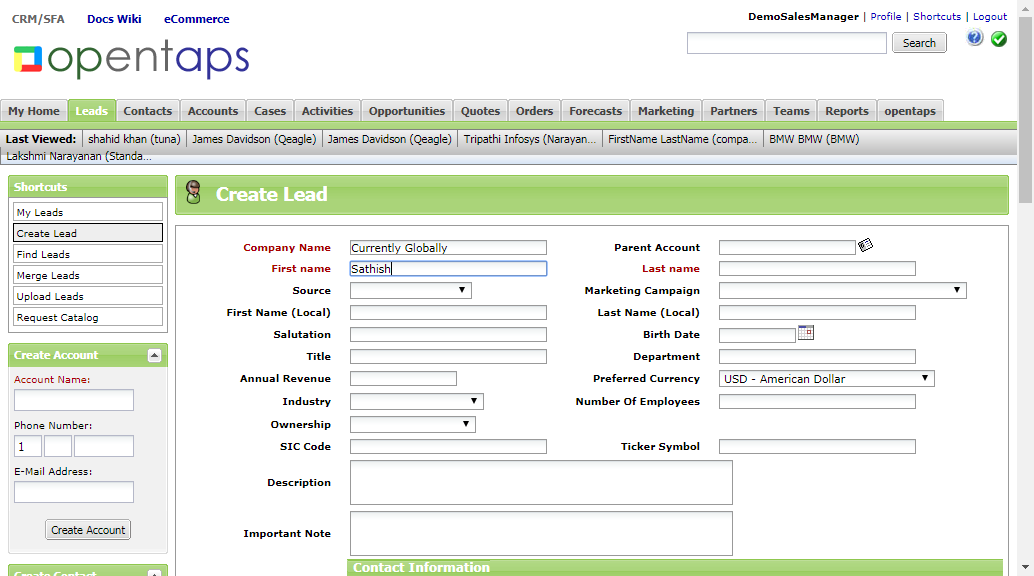 CRM/SFA Docs Wiki eCommerce
DemoSalesManager | Profile | Shortcuts | Logout
opentaps
Search
My Home Leads Contacts Accounts Cases Activities Opportunities Quotes Orders Forecasts Marketing Partners Teams Reports opentaps
Last Viewed: shahid khan (tuna) James Davidson (Qeagle) James Davidson (Qeagle) Tripathi Infosys (Narayan... FirstName LastName (compa... BMW BMW (BMW)
Lakshmi Narayanan (Standa...
Shortcuts
My Leads
Create Lead
Find Leads
Merge Leads
Upload Leads
Request Catalog
Create Account
Account Name:
Phone Number:
1
E-Mail Address:
Create Account
Create Contact
Create Lead
Company Name Currently Globally Parent Account
First name Sathish Last name
Source Marketing Campaign
First Name (Local) Last Name (Local)
Salutation Birth Date
Title Department
Annual Revenue Preferred Currency USD - American Dollar
Industry Number Of Employees
Ownership
SIC Code Ticker Symbol
Description
Important Note
Contact Information